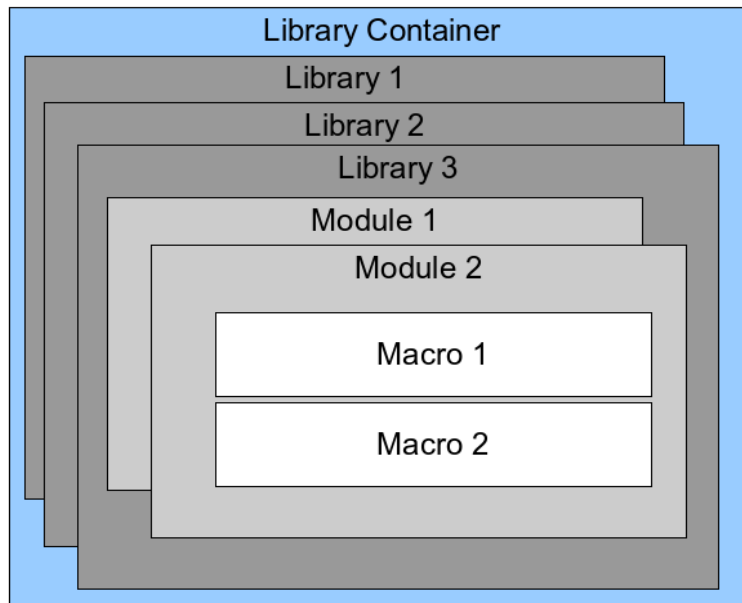 Library Container
Library 1
Library 2
Library 3
Module 1
Module 2
Macro 1
Macro 2